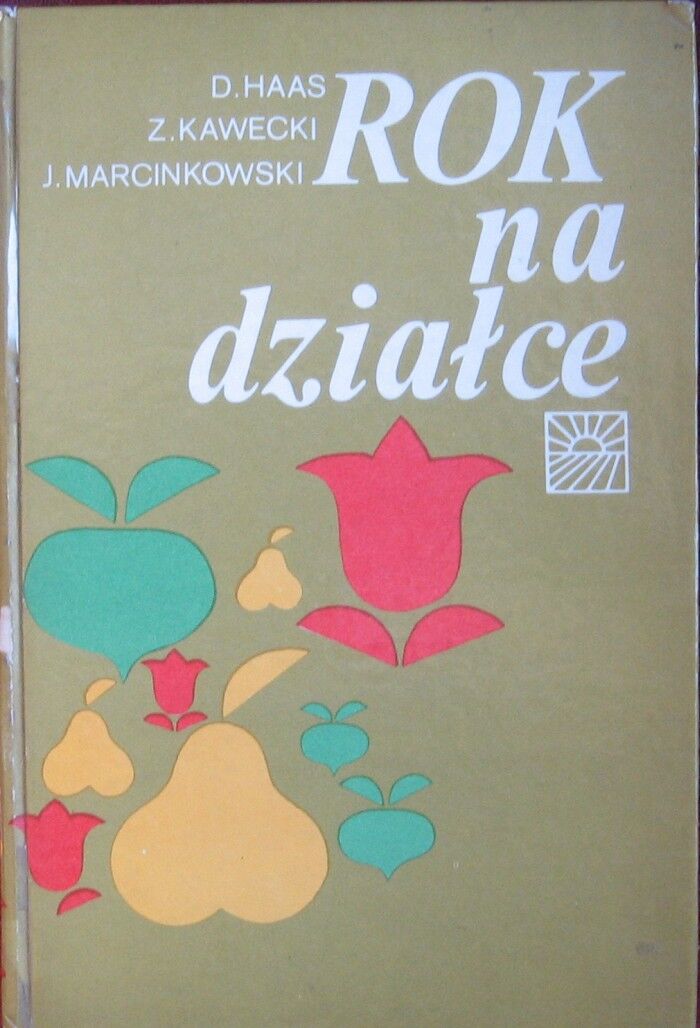 D.HAAS
Z.KAWECKI
J.MARCINKOWSKI
ROK
na
działce